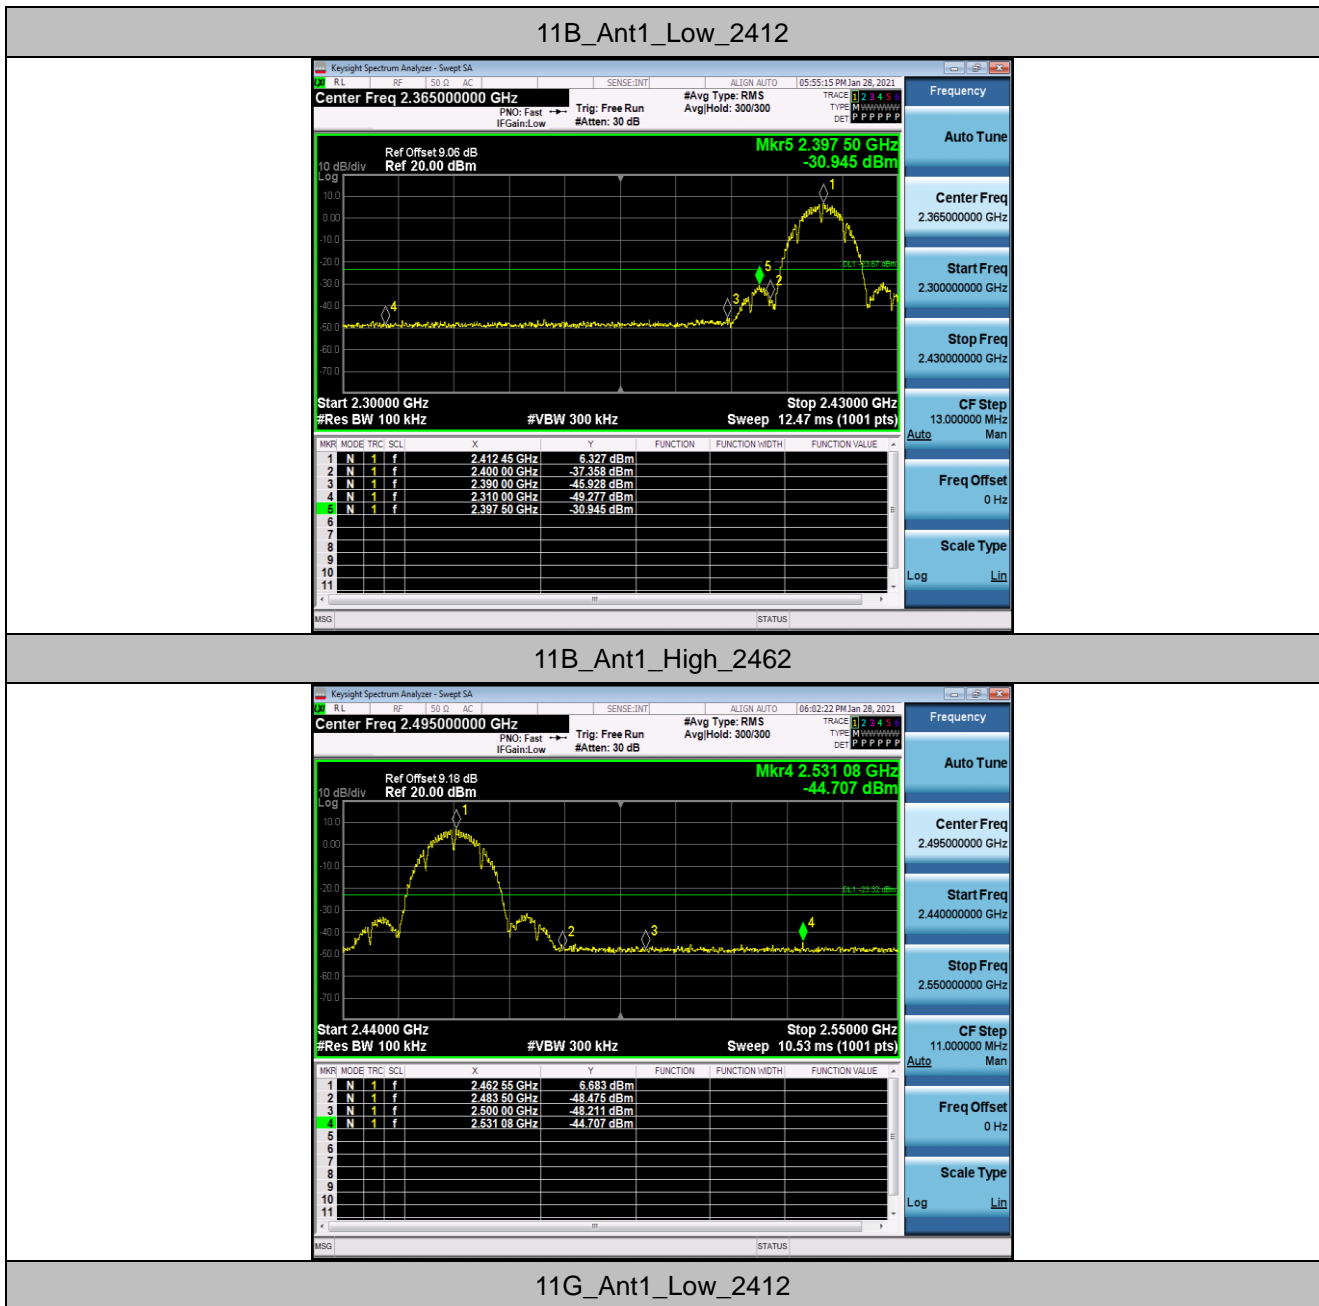 11B_Ant1_Low_2412
Keysight Spectrum Analyzer - Swept SA
RL RF 50 Ω AC SENSE:INT ALIGN AUTO 05:55:15 PM Jan 28, 2021
Center Freq 2.365000000 GHz
PNO: Fast
IFGain:Low
Trig: Free Run
#Atten: 30 dB
#Avg Type: RMS
Avg|Hold: 300/300
TRACE 1 2 3 4 5 6
TYPE M W W W W W
DET P P P P P P
Frequency
Auto Tune
Center Freq
2.365000000 GHz
Start Freq
2.300000000 GHz
Stop Freq
2.430000000 GHz
CF Step
13.000000 MHz
Auto Man
Freq Offset
0 Hz
Scale Type
Log Lin
Mkr5 2.397 50 GHz
-30.945 dBm
Ref Offset 9.06 dB
10 dB/div Ref 20.00 dBm
Log
10.0
0.00
-10.0
-20.0
-30.0
-40.0
-50.0
-60.0
-70.0
1
5
2
3
4
DL1 -23.67 dBm
Start 2.30000 GHz Stop 2.43000 GHz
#Res BW 100 kHz #VBW 300 kHz Sweep 12.47 ms (1001 pts)
MKR MODE TRC SCL X Y FUNCTION FUNCTION WIDTH FUNCTION VALUE
1 N 1 f 2.412 45 GHz 6.327 dBm
2 N 1 f 2.400 00 GHz -37.358 dBm
3 N 1 f 2.390 00 GHz -45.928 dBm
4 N 1 f 2.310 00 GHz -49.277 dBm
5 N 1 f 2.397 50 GHz -30.945 dBm
6
7
8
9
10
11
MSG STATUS
11B_Ant1_High_2462
Keysight Spectrum Analyzer - Swept SA
RL RF 50 Ω AC SENSE:INT ALIGN AUTO 06:02:22 PM Jan 28, 2021
Center Freq 2.495000000 GHz
PNO: Fast
IFGain:Low
Trig: Free Run
#Atten: 30 dB
#Avg Type: RMS
Avg|Hold: 300/300
TRACE 1 2 3 4 5 6
TYPE M W W W W W
DET P P P P P P
Frequency
Auto Tune
Center Freq
2.495000000 GHz
Start Freq
2.440000000 GHz
Stop Freq
2.550000000 GHz
CF Step
11.000000 MHz
Auto Man
Freq Offset
0 Hz
Scale Type
Log Lin
Mkr4 2.531 08 GHz
-44.707 dBm
Ref Offset 9.18 dB
10 dB/div Ref 20.00 dBm
Log
10.0
0.00
-10.0
-20.0
-30.0
-40.0
-50.0
-60.0
-70.0
1
2
3
4
DL1 -23.32 dBm
Start 2.44000 GHz Stop 2.55000 GHz
#Res BW 100 kHz #VBW 300 kHz Sweep 10.53 ms (1001 pts)
MKR MODE TRC SCL X Y FUNCTION FUNCTION WIDTH FUNCTION VALUE
1 N 1 f 2.462 55 GHz 6.683 dBm
2 N 1 f 2.483 50 GHz -48.475 dBm
3 N 1 f 2.500 00 GHz -48.211 dBm
4 N 1 f 2.531 08 GHz -44.707 dBm
5
6
7
8
9
10
11
MSG STATUS
11G_Ant1_Low_2412